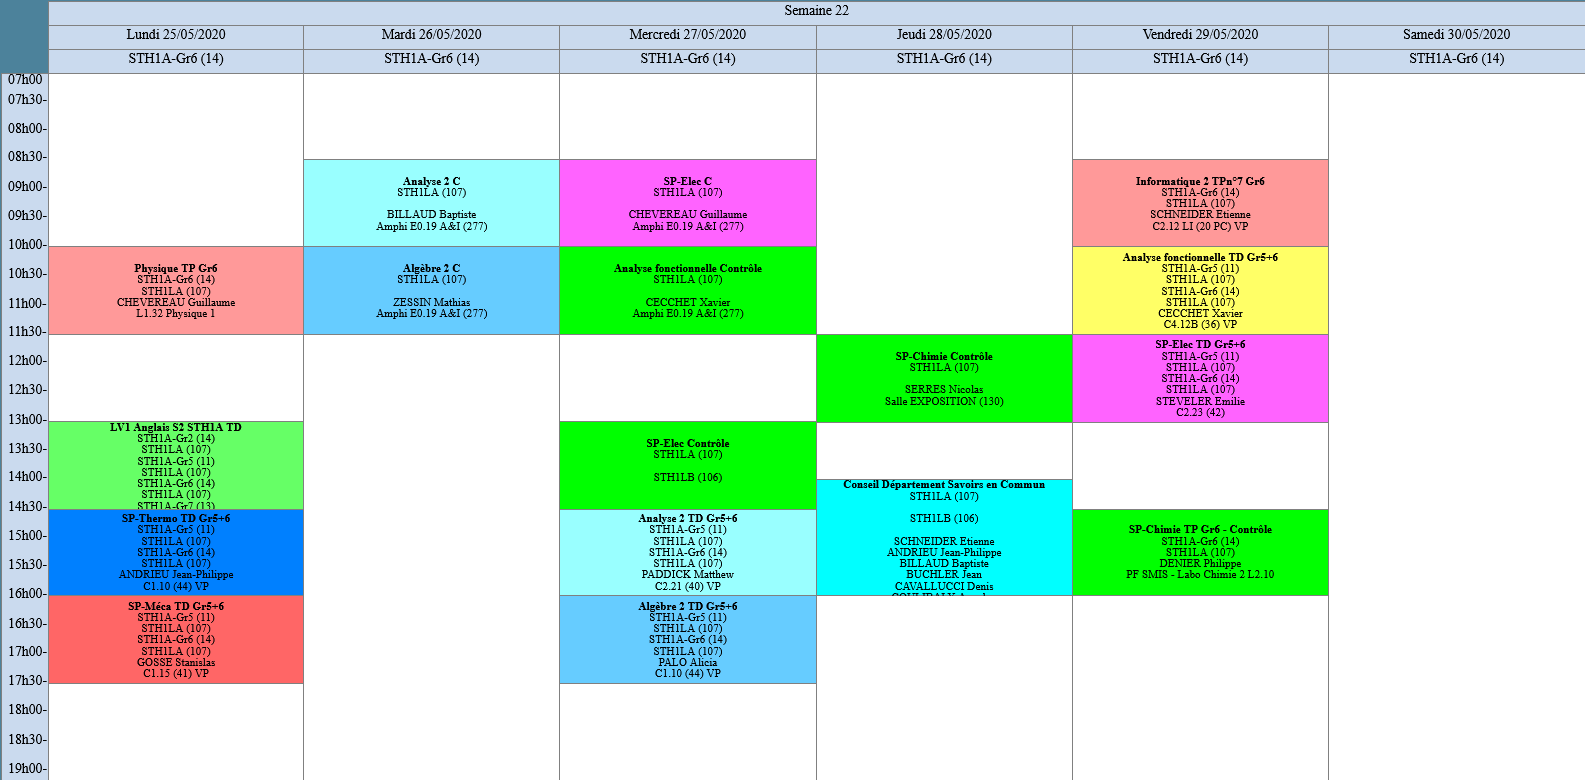 Semaine 22
Lundi 25/05/2020
Mardi 26/05/2020
Mercredi 27/05/2020
Jeudi 28/05/2020
Vendredi 29/05/2020
Samedi 30/05/2020
STH1A-Gr6 (14)
STH1A-Gr6 (14)
STH1A-Gr6 (14)
STH1A-Gr6 (14)
STH1A-Gr6 (14)
STH1A-Gr6 (14)
07h00
07h30-
08h00-
08h30-
09h00-
09h30-
10h00-
10h30-
11h00-
11h30-
12h00-
12h30-
13h00-
13h30-
14h00-
14h30-
15h00-
15h30-
16h00-
16h30-
17h00-
17h30-
18h00-
18h30-
19h00-
Physique TP Gr6
STH1A-Gr6 (14)
STH1LA (107)
CHEVEREAU Guillaume
L1.32 Physique 1
LV1 Anglais S2 STH1A TD
STH1A-Gr2 (14)
STH1LA (107)
STH1A-Gr5 (11)
STH1LA (107)
STH1A-Gr6 (14)
STH1LA (107)
STH1A-Gr7 (13)
SP-Thermo TD Gr5+6
STH1A-Gr5 (11)
STH1LA (107)
STH1A-Gr6 (14)
STH1LA (107)
ANDRIEU Jean-Philippe
C1.10 (44) VP
SP-Méca TD Gr5+6
STH1A-Gr5 (11)
STH1LA (107)
STH1A-Gr6 (14)
STH1LA (107)
GOSSE Stanislas
C1.15 (41) VP
Analyse 2 C
STH1LA (107)
BILLAUD Baptiste
Amphi E0.19 A&I (277)
Algèbre 2 C
STH1LA (107)
ZESSIN Mathias
Amphi E0.19 A&I (277)
SP-Elec C
STH1LA (107)
CHEVEREAU Guillaume
Amphi E0.19 A&I (277)
Analyse fonctionnelle Contrôle
STH1LA (107)
CECCHET Xavier
Amphi E0.19 A&I (277)
SP-Elec Contrôle
STH1LA (107)
STH1LB (106)
Analyse 2 TD Gr5+6
STH1A-Gr5 (11)
STH1LA (107)
STH1A-Gr6 (14)
STH1LA (107)
PADDICK Matthew
C2.21 (40) VP
Algèbre 2 TD Gr5+6
STH1A-Gr5 (11)
STH1LA (107)
STH1A-Gr6 (14)
STH1LA (107)
PALO Alicia
C1.10 (44) VP
SP-Chimie Contrôle
STH1LA (107)
SERRES Nicolas
Salle EXPOSITION (130)
Conseil Département Savoirs en Commun
STH1LA (107)
STH1LB (106)
SCHNEIDER Etienne
ANDRIEU Jean-Philippe
BILLAUD Baptiste
BUCHLER Jean
CAVALLUCCI Denis
Informatique 2 TPn°7 Gr6
STH1A-Gr6 (14)
STH1LA (107)
SCHNEIDER Etienne
C2.12 LI (20 PC) VP
Analyse fonctionnelle TD Gr5+6
STH1A-Gr5 (11)
STH1LA (107)
STH1A-Gr6 (14)
STH1LA (107)
CECCHET Xavier
C4.12B (36) VP
SP-Elec TD Gr5+6
STH1A-Gr5 (11)
STH1LA (107)
STH1A-Gr6 (14)
STH1LA (107)
STEVELER Emilie
C2.23 (42)
SP-Chimie TP Gr6 - Contrôle
STH1A-Gr6 (14)
STH1LA (107)
DENIER Philippe
PF SMIS - Labo Chimie 2 L2.10